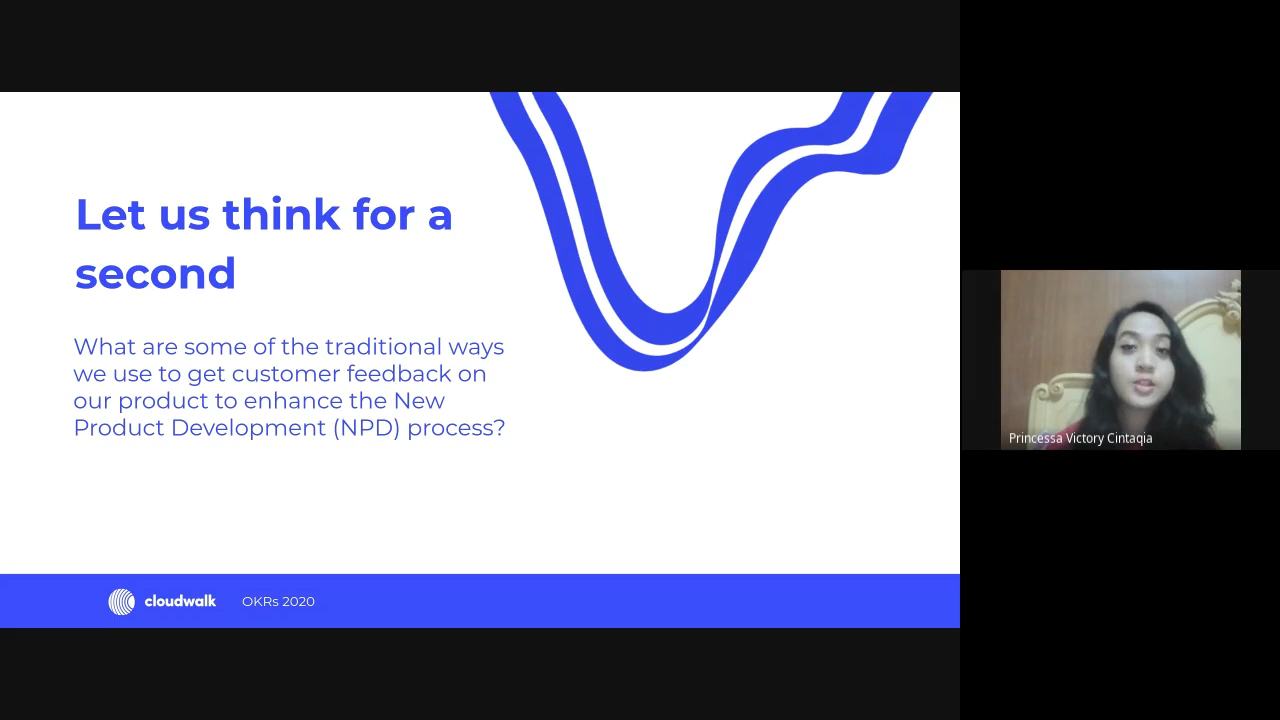 Let us think for a
second
What are some of the traditional ways
we use to get customer feedback on
our product to enhance the New
Product Development (NPD) process?
cloudwalk OKRs 2020
Princessa Victory Cintaqia